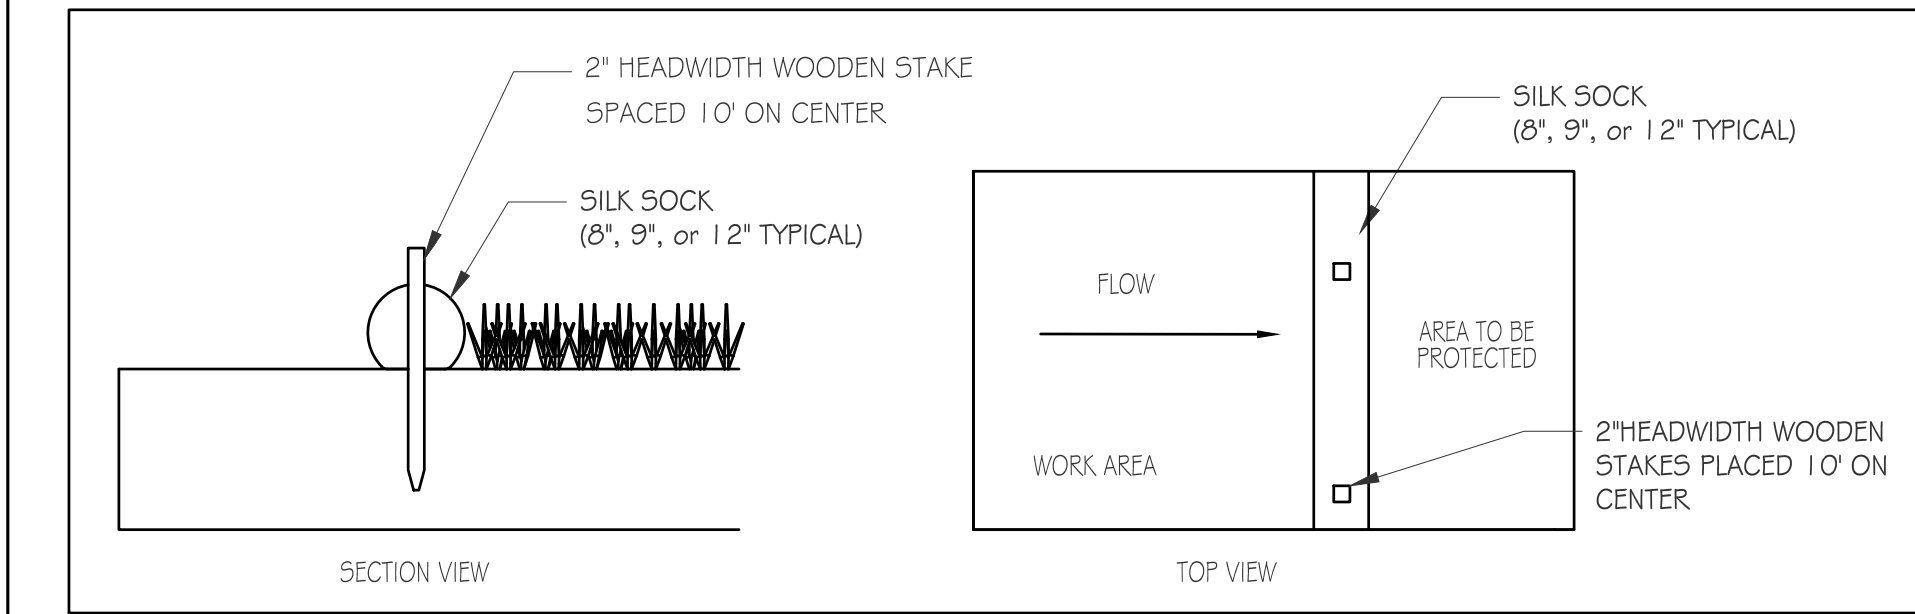 2" HEADWIDTH WOODEN STAKE
SPACED 10' ON CENTER
SILK SOCK
(8", 9", or 12" TYPICAL)
SECTION VIEW
SILK SOCK
(8", 9", or 12" TYPICAL)
FLOW
AREA TO BE
PROTECTED
WORK AREA
2"HEADWIDTH WOODEN
STAKES PLACED 10' ON
CENTER
TOP VIEW